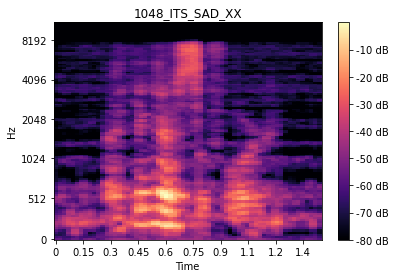 1048_ITS_SAD_XX
8192
4096
2048
1024
512
0
Hz
0 0.15 0.3 0.45 0.6 0.75 0.9 1.1 1.2 1.4
Time
-10 dB
-20 dB
-30 dB
-40 dB
-50 dB
-60 dB
-70 dB
-80 dB